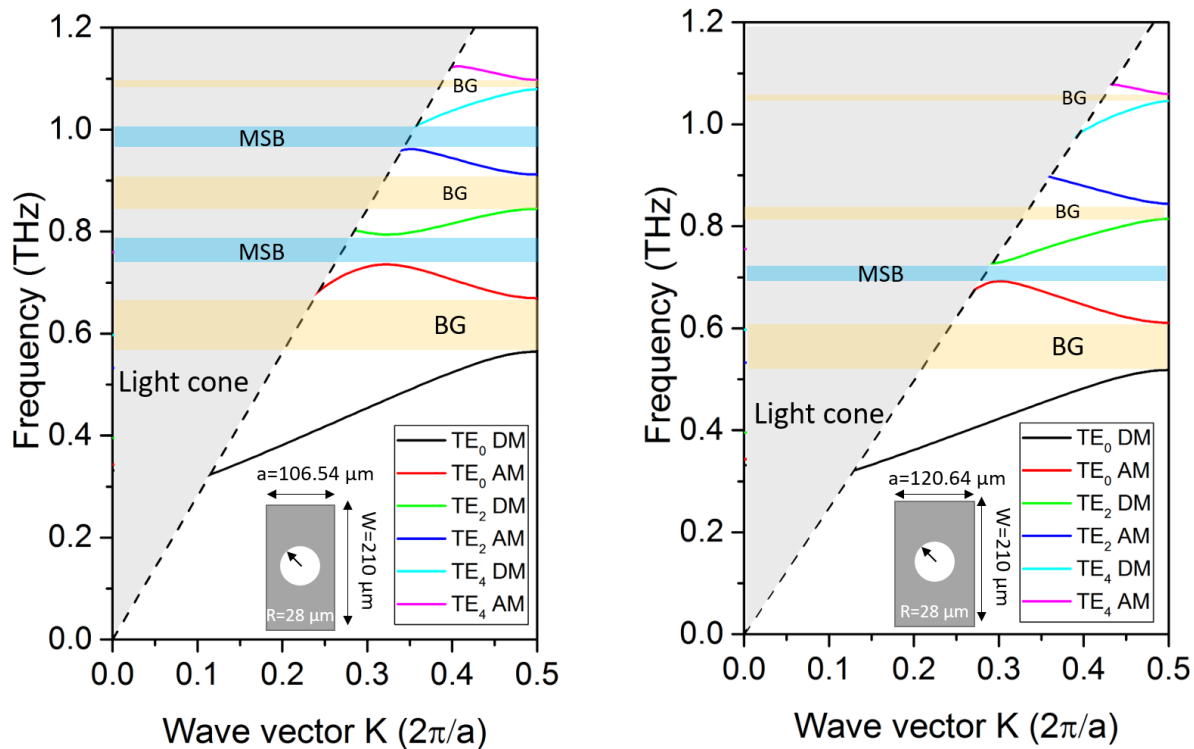 1.2
1.0
0.8
0.6
0.4
0.2
0.0
Frequency (THz)
BG
MSB
BG
MSB
BG
Light cone
TE₀ DM
TE₀ AM
TE₂ DM
TE₂ AM
TE₄ DM
TE₄ AM
a=106.54 μm
W=210 μm
R=28 μm
0.0 0.1 0.2 0.3 0.4 0.5
Wave vector K (2π/a)
1.2
1.0
0.8
0.6
0.4
0.2
0.0
Frequency (THz)
BG
BG
MSB
BG
Light cone
TE₀ DM
TE₀ AM
TE₂ DM
TE₂ AM
TE₄ DM
TE₄ AM
a=120.64 μm
W=210 μm
R=28 μm
0.0 0.1 0.2 0.3 0.4 0.5
Wave vector K (2π/a)